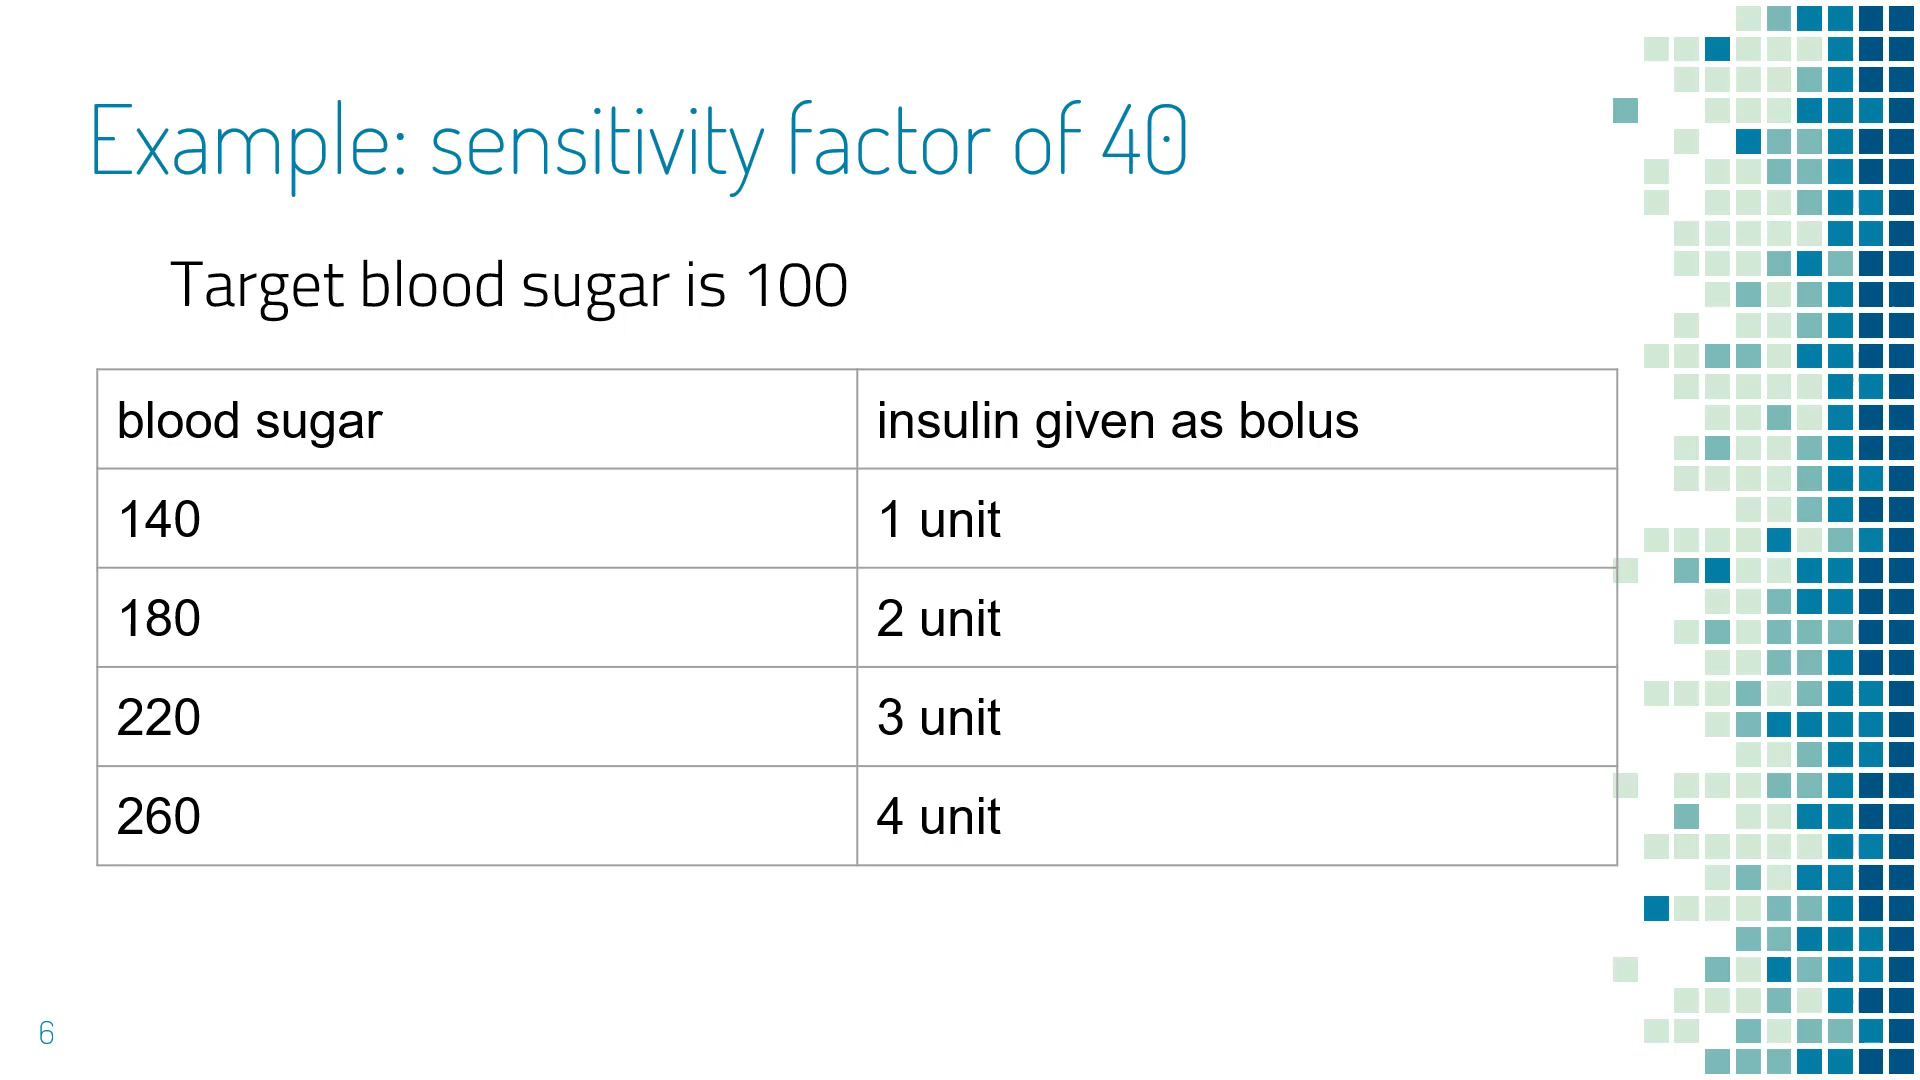 Example: sensitivity factor of 40
Target blood sugar is 100
blood sugar insulin given as bolus
140 1 unit
180 2 unit
220 3 unit
260 4 unit
6